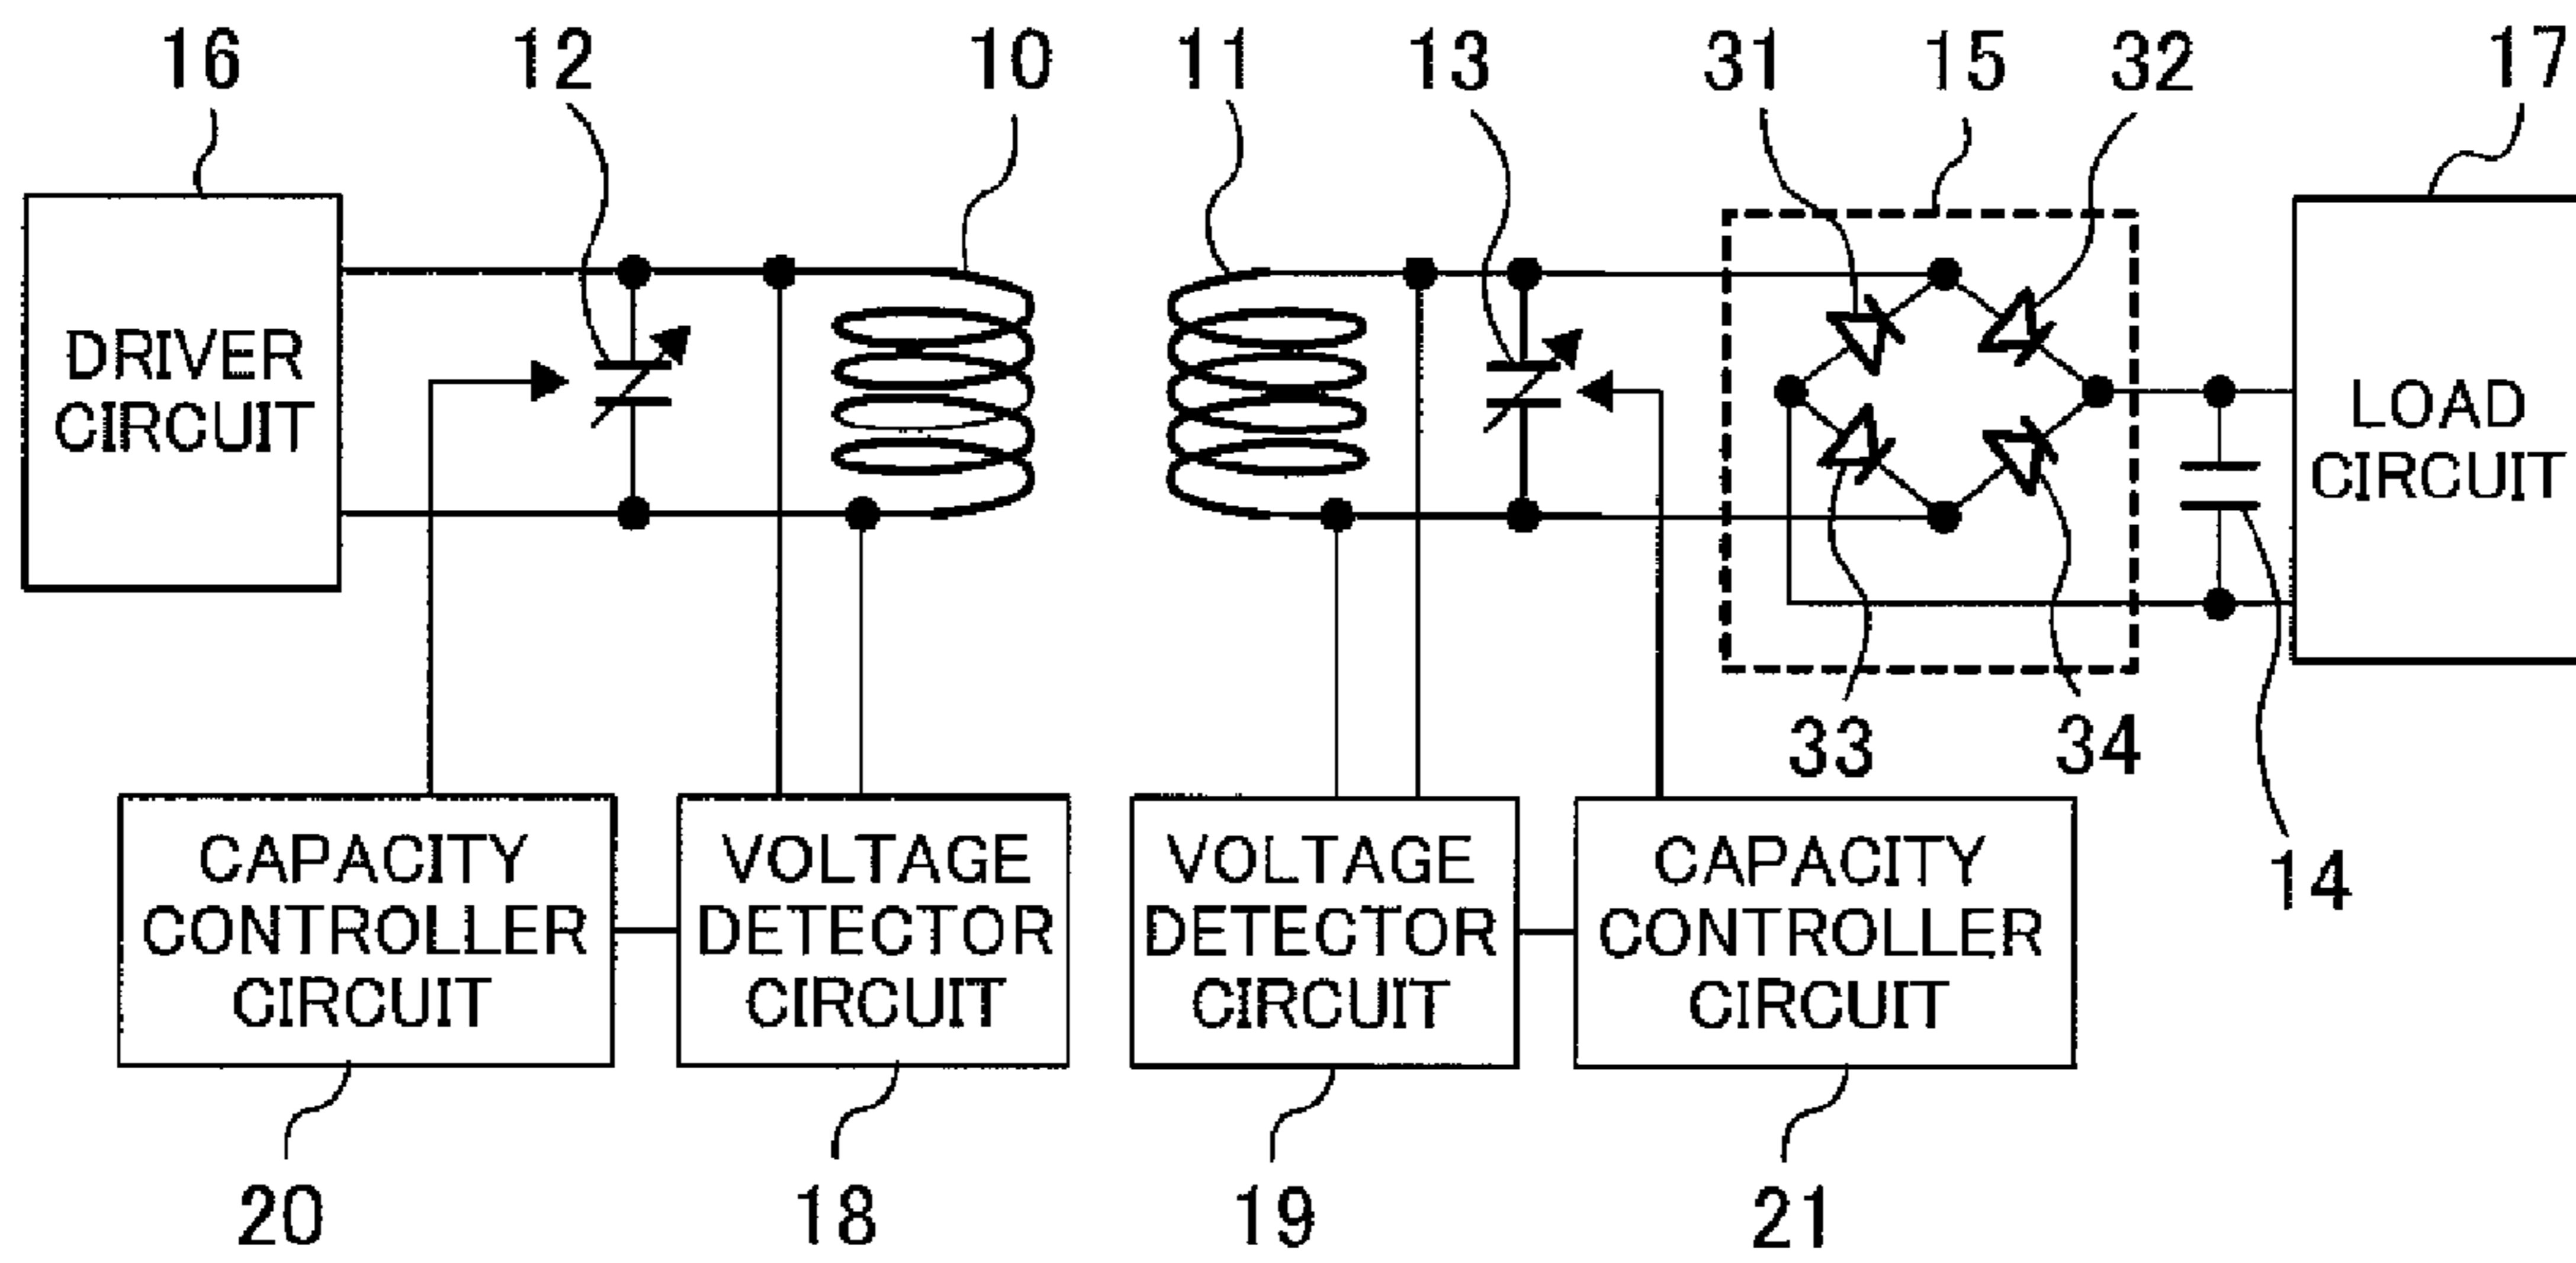 16 12 10 11 13 31 15 32 17
DRIVER
CIRCUIT
LOAD
CIRCUIT
33 34
14
CAPACITY
CONTROLLER
CIRCUIT
VOLTAGE
DETECTOR
CIRCUIT
VOLTAGE
DETECTOR
CIRCUIT
CAPACITY
CONTROLLER
CIRCUIT
20 18 19 21